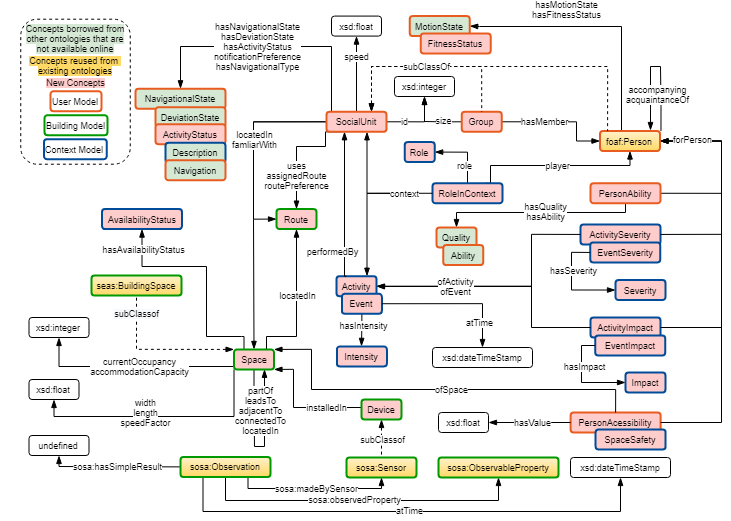 Concepts borrowed from
other ontologies that are
not available online
Concepts reused from
existing ontologies
New Concepts
User Model
Building Model
Context Model
hasNavigationalState
hasDeviationState
hasActivityStatus
notificationPreference
hasNavigationalType
xsd:float
speed
MotionState
FitnessStatus
hasMotionState
hasFitnessStatus
subClassOf
xsd:integer
accompanying
acquaintanceOf
NavigationalState
DeviationState
ActivityStatus
Description
Navigation
locatedIn
famliarWith
SocialUnit
id
size
Group
hasMember
foaf:Person
forPerson
uses
assignedRoute
routePreference
Role
role
player
context
RoleInContext
PersonAbility
hasQuality
hasAbility
AvailabilityStatus
Route
hasAvailabilityStatus
performedBy
Quality
Ability
ActivitySeverity
EventSeverity
hasSeverity
Severity
seas:BuildingSpace
subClassof
locatedIn
Activity
Event
ofActivity
ofEvent
hasIntensity
atTime
xsd:integer
currentOccupancy
accommodationCapacity
Space
Intensity
xsd:dateTimeStamp
ActivityImpact
EventImpact
hasImpact
Impact
xsd:float
width
length
speedFactor
partOf
leadsTo
adjacentTo
connectedTo
locatedIn
ofSpace
installedIn
Device
xsd:float
hasValue
PersonAcessibility
SpaceSafety
undefined
subClassof
sosa:hasSimpleResult
sosa:Observation
sosa:Sensor
sosa:ObservableProperty
xsd:dateTimeStamp
sosa:madeBySensor
sosa:observedProperty
atTime